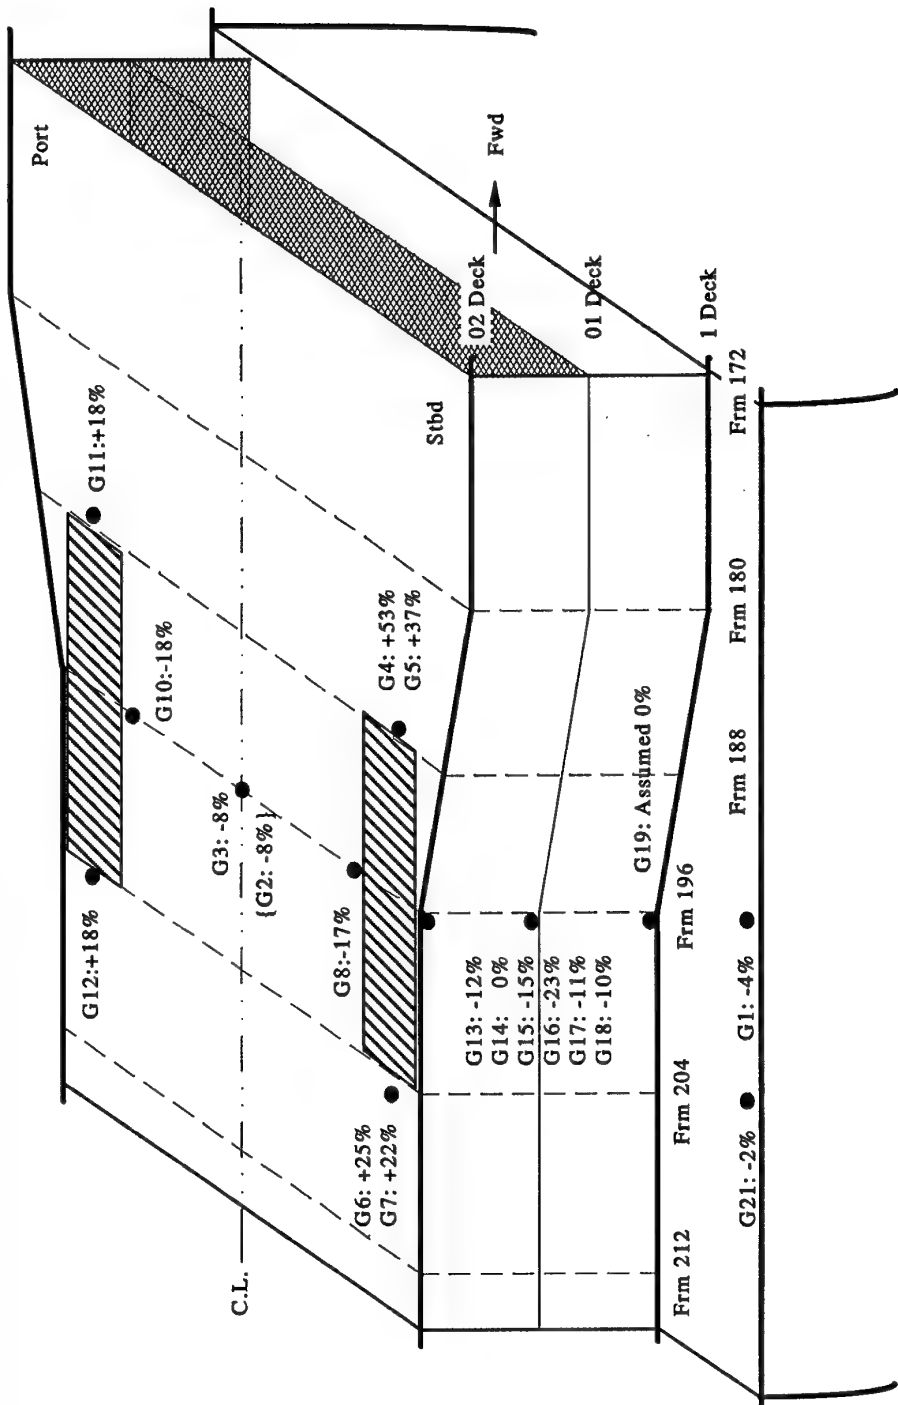 Port
Fwd
02 Deck
01 Deck
1 Deck
Stbd
Frm 172
G11:+18%
G10:-18%
G4: +53%
G5: +37%
Frm 180
G3: -8%
{G2: -8%}
G19: Assumed 0%
Frm 188
G12:+18%
G8:-17%
Frm 196
G13: -12%
G14: 0%
G15: -15%
G16: -23%
G17: -11%
G18: -10%
G1: -4%
G6: +25%
G7: +22%
Frm 204
G21: -2%
C.L.
Frm 212